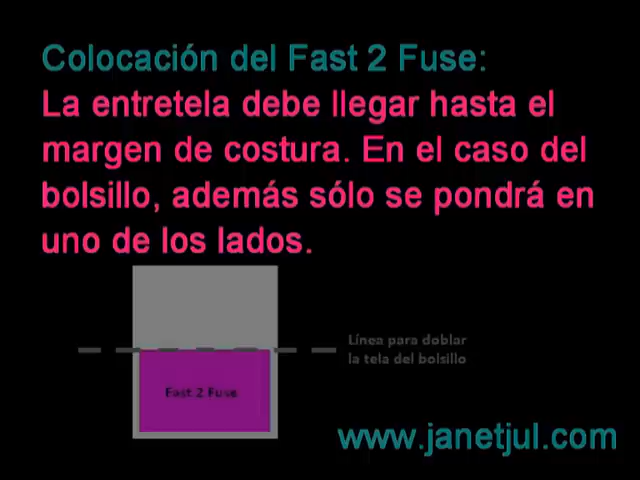 Colocación del Fast 2 Fuse:
La entretela debe llegar hasta el
margen de costura. En el caso del
bolsillo, además sólo se pondrá en
uno de los lados.
Línea para doblar
la tela del bolsillo
Fast 2 Fuse
www.janetjul.com